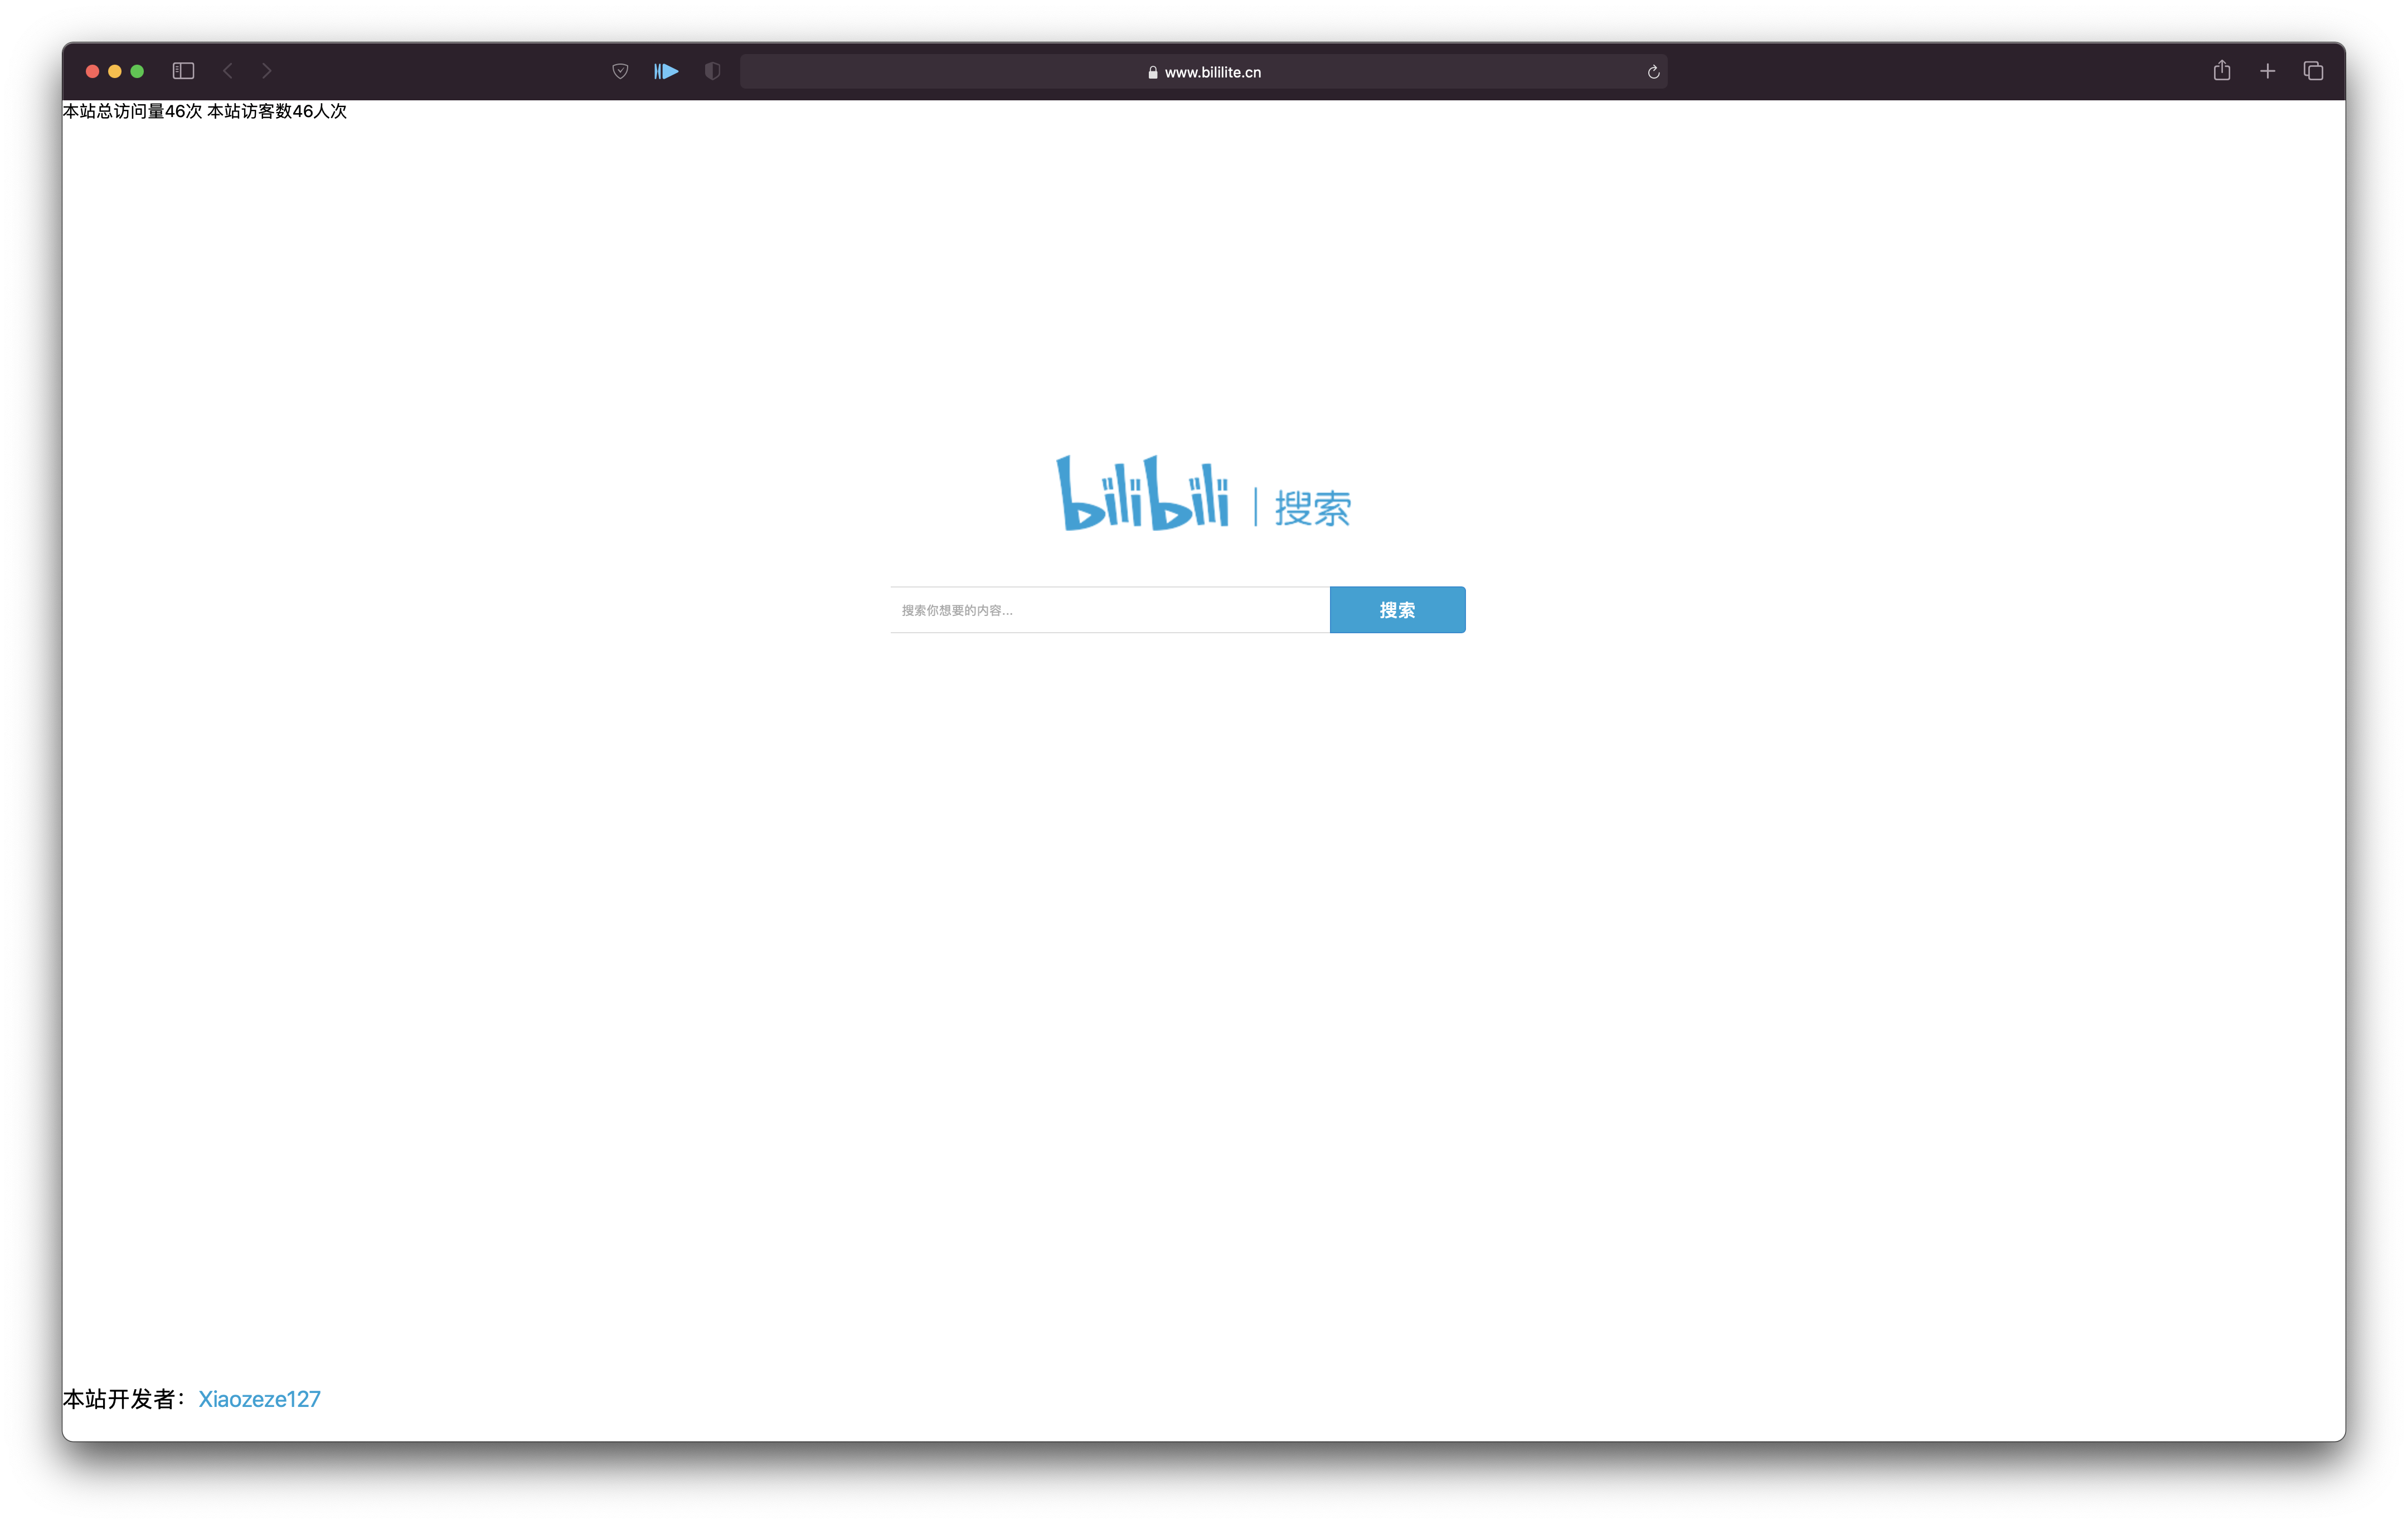 www.bililite.cn
本站总访问量46次 本站访客数46人次
bilibili | 搜索
搜索你想要的内容... 搜索
本站开发者：Xiaozeze127